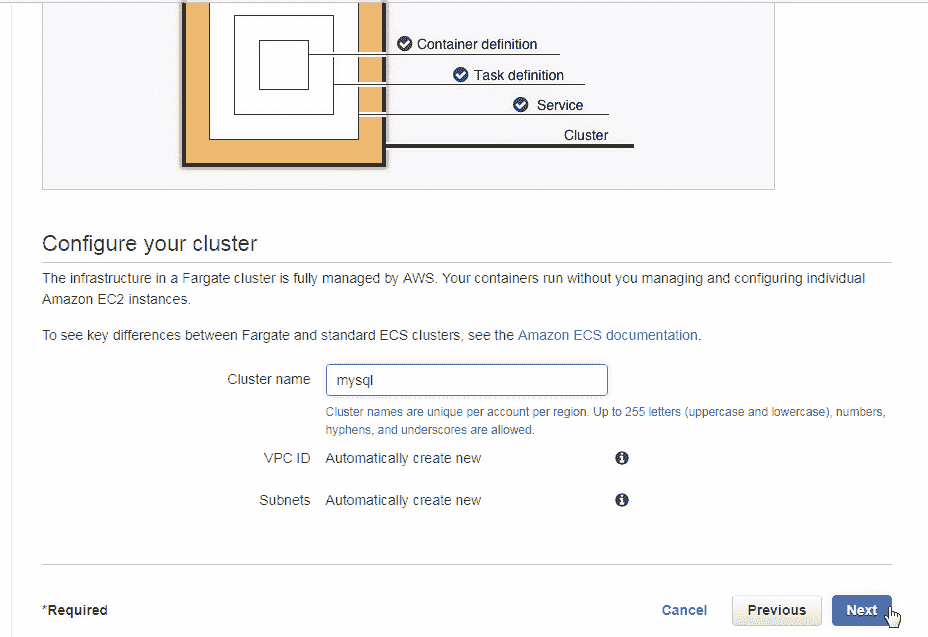 Container definition
Task definition
Service
Cluster
Configure your cluster
The infrastructure in a Fargate cluster is fully managed by AWS. Your containers run without you managing and configuring individual
Amazon EC2 instances.
To see key differences between Fargate and standard ECS clusters, see the Amazon ECS documentation.
Cluster name mysql
Cluster names are unique per account per region. Up to 255 letters (uppercase and lowercase), numbers,
hyphens, and underscores are allowed.
VPC ID Automatically create new
Subnets Automatically create new
*Required Cancel Previous Next